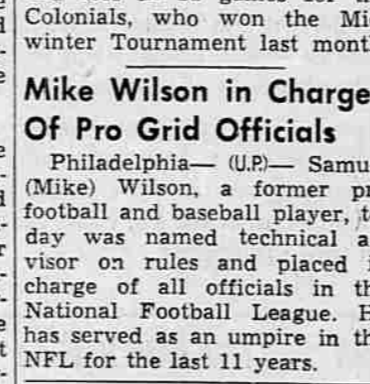 Colonials, who won the Mi
winter Tournament last mont
Mike Wilson in Charge
Of Pro Grid Officials
Philadelphia— (U.P.)— Samu
(Mike) Wilson, a former pr
football and baseball player, t
day was named technical a
visor on rules and placed i
charge of all officials in th
National Football League. H
has served as an umpire in th
NFL for the last 11 years.